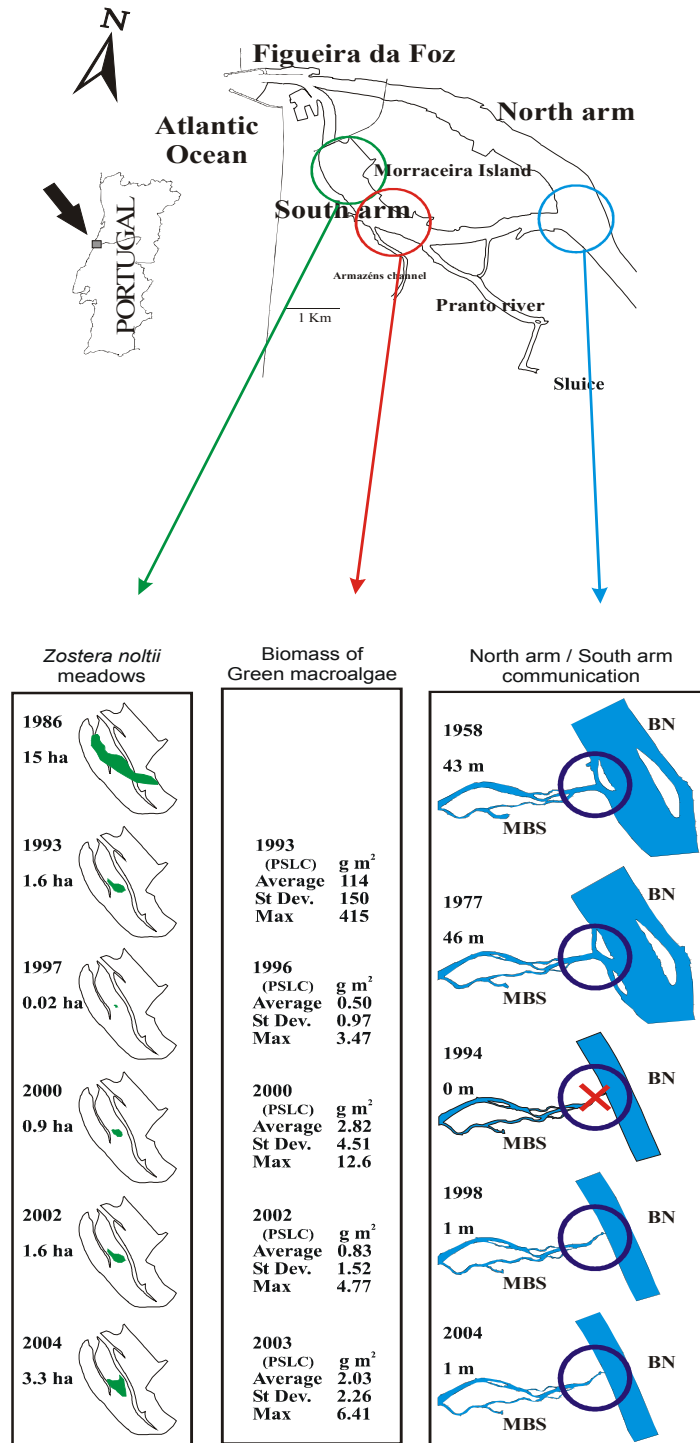 N
Figueira da Foz
North arm
Atlantic
Ocean
Morraceira Island
South arm
PORTUGAL
Armazéns channel
Pranto river
1 Km
Sluice
Zostera noltii
meadows
1986
15 ha
1993
1.6 ha
1997
0.02 ha
2000
0.9 ha
2002
1.6 ha
2004
3.3 ha
Biomass of
Green macroalgae
1993
(PSLC) g m²
Average 114
St Dev. 150
Max 415
1996
(PSLC) g m²
Average 0.50
St Dev. 0.97
Max 3.47
2000
(PSLC) g m²
Average 2.82
St Dev. 4.51
Max 12.6
2002
(PSLC) g m²
Average 0.83
St Dev. 1.52
Max 4.77
2003
(PSLC) g m²
Average 2.03
St Dev. 2.26
Max 6.41
North arm / South arm
communication
1958
43 m
BN
MBS
1977
46 m
BN
MBS
1994
0 m
BN
MBS
1998
1 m
BN
MBS
2004
1 m
BN
MBS